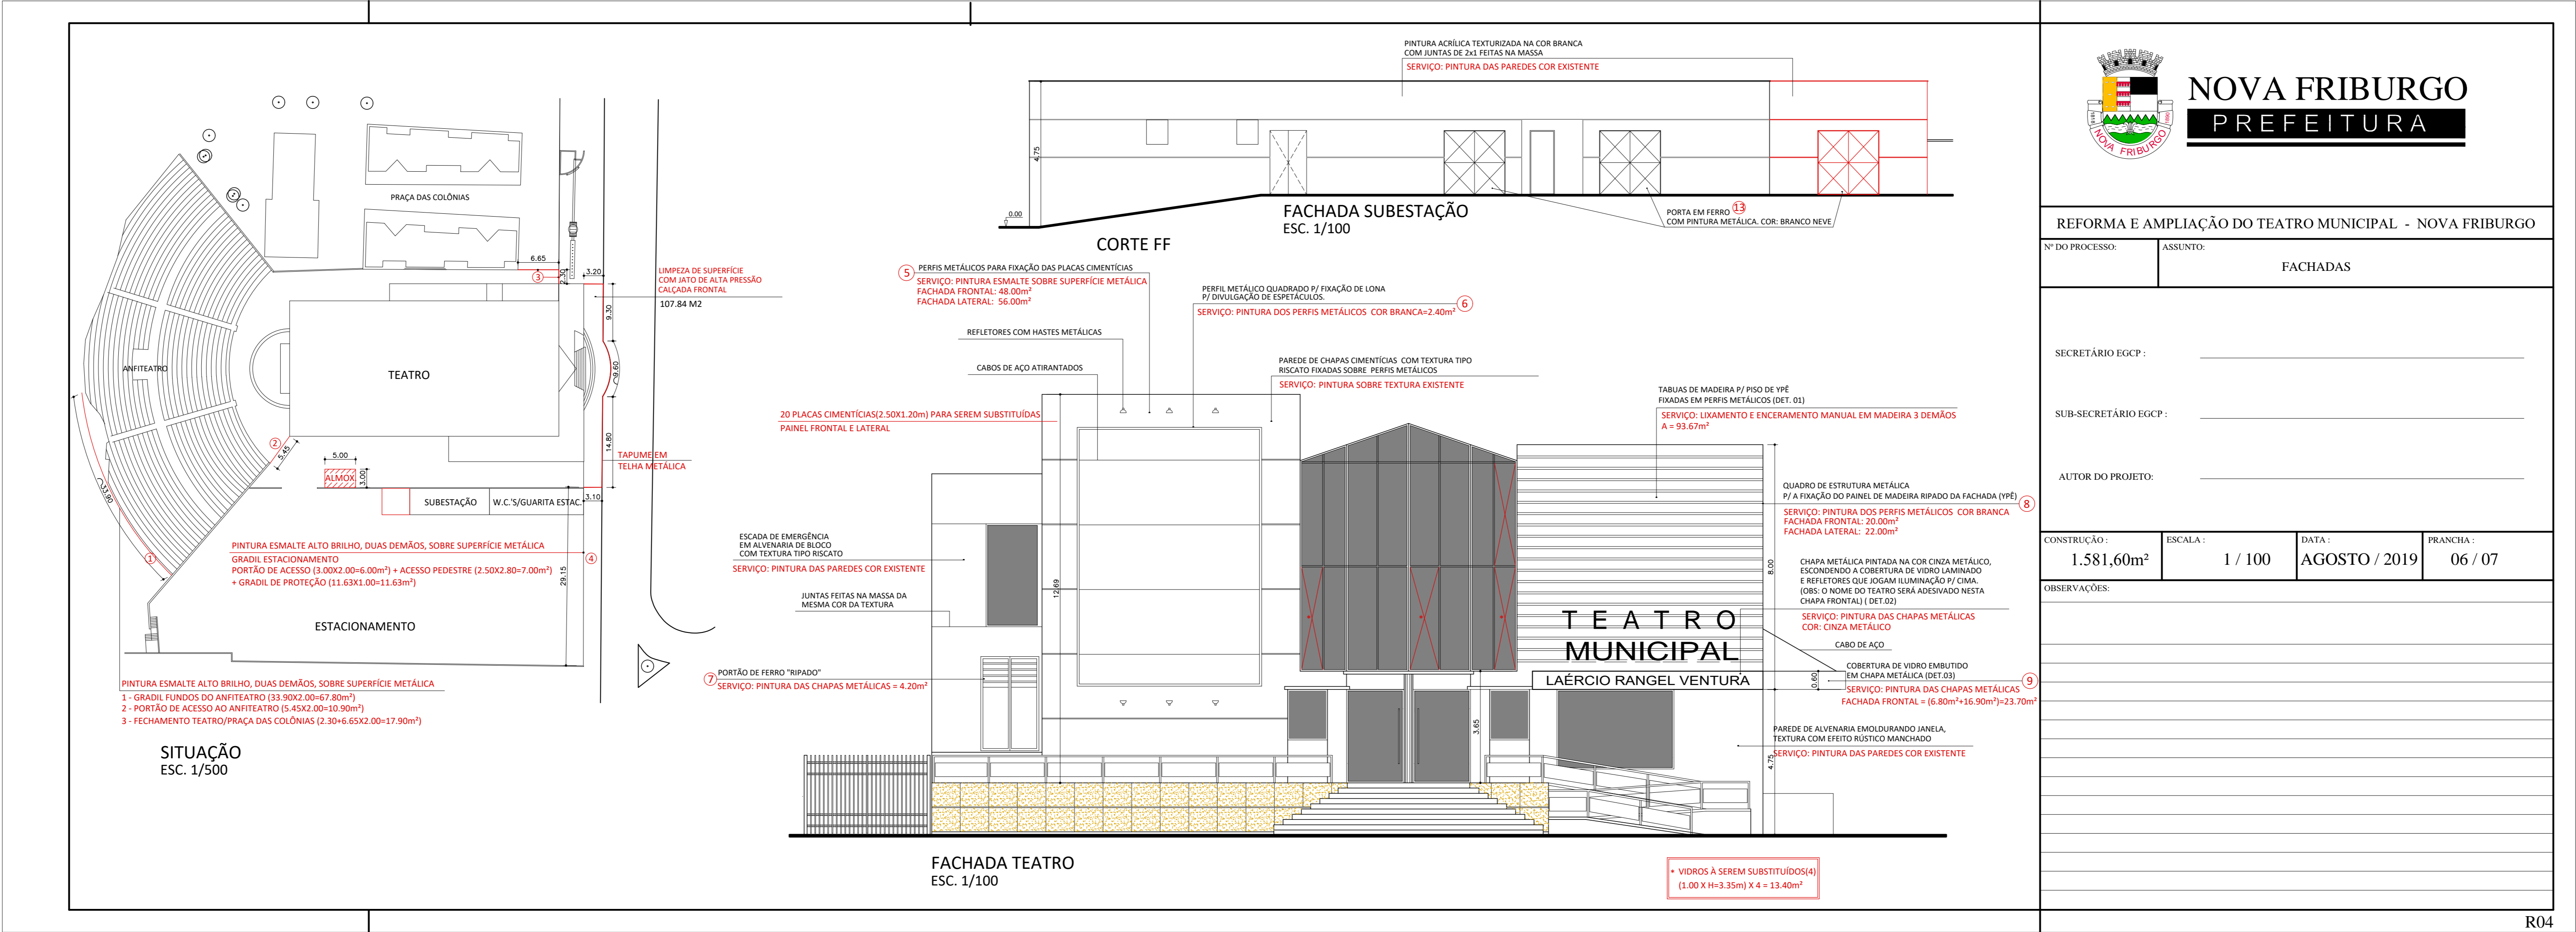 PRAÇA DAS COLÔNIAS
6.65
3
2.30
3.20
LIMPEZA DE SUPERFÍCIE
COM JATO DE ALTA PRESSÃO
CALÇADA FRONTAL
107.84 M2
9.30
ANFITEATRO
TEATRO
9.60
2
5.45
5.00
ALMOX.
3.00
14.80
TAPUME EM
TELHA METÁLICA
33.90
SUBESTAÇÃO
W.C.'S/GUARITA ESTAC.
3.10
1
PINTURA ESMALTE ALTO BRILHO, DUAS DEMÃOS, SOBRE SUPERFÍCIE METÁLICA
GRADIL ESTACIONAMENTO
PORTÃO DE ACESSO (3.00X2.00=6.00m²) + ACESSO PEDESTRE (2.50X2.80=7.00m²)
+ GRADIL DE PROTEÇÃO (11.63X1.00=11.63m²)
4
29.15
ESTACIONAMENTO
PINTURA ESMALTE ALTO BRILHO, DUAS DEMÃOS, SOBRE SUPERFÍCIE METÁLICA
1 - GRADIL FUNDOS DO ANFITEATRO (33.90X2.00=67.80m²)
2 - PORTÃO DE ACESSO AO ANFITEATRO (5.45X2.00=10.90m²)
3 - FECHAMENTO TEATRO/PRAÇA DAS COLÔNIAS (2.30+6.65X2.00=17.90m²)
SITUAÇÃO
ESC. 1/500
PINTURA ACRÍLICA TEXTURIZADA NA COR BRANCA
COM JUNTAS DE 2x1 FEITAS NA MASSA
SERVIÇO: PINTURA DAS PAREDES COR EXISTENTE
4.75
0.00
FACHADA SUBESTAÇÃO
ESC. 1/100
PORTA EM FERRO 13
COM PINTURA METÁLICA. COR: BRANCO NEVE
CORTE FF
5
PERFIS METÁLICOS PARA FIXAÇÃO DAS PLACAS CIMENTÍCIAS
SERVIÇO: PINTURA ESMALTE SOBRE SUPERFÍCIE METÁLICA
FACHADA FRONTAL: 48.00m²
FACHADA LATERAL: 56.00m²
PERFIL METÁLICO QUADRADO P/ FIXAÇÃO DE LONA
P/ DIVULGAÇÃO DE ESPETÁCULOS.
SERVIÇO: PINTURA DOS PERFIS METÁLICOS COR BRANCA=2.40m²
6
REFLETORES COM HASTES METÁLICAS
CABOS DE AÇO ATIRANTADOS
PAREDE DE CHAPAS CIMENTÍCIAS COM TEXTURA TIPO
RISCATO FIXADAS SOBRE PERFIS METÁLICOS
SERVIÇO: PINTURA SOBRE TEXTURA EXISTENTE
20 PLACAS CIMENTÍCIAS(2.50X1.20m) PARA SEREM SUBSTITUÍDAS
PAINEL FRONTAL E LATERAL
TABUAS DE MADEIRA P/ PISO DE YPÊ
FIXADAS EM PERFIS METÁLICOS (DET. 01)
SERVIÇO: LIXAMENTO E ENCERAMENTO MANUAL EM MADEIRA 3 DEMÃOS
A = 93.67m²
QUADRO DE ESTRUTURA METÁLICA
P/ A FIXAÇÃO DO PAINEL DE MADEIRA RIPADO DA FACHADA (YPÊ)
8
SERVIÇO: PINTURA DOS PERFIS METÁLICOS COR BRANCA
FACHADA FRONTAL: 20.00m²
FACHADA LATERAL: 22.00m²
ESCADA DE EMERGÊNCIA
EM ALVENARIA DE BLOCO
COM TEXTURA TIPO RISCATO
SERVIÇO: PINTURA DAS PAREDES COR EXISTENTE
JUNTAS FEITAS NA MASSA DA
MESMA COR DA TEXTURA
12.69
8.00
CHAPA METÁLICA PINTADA NA COR CINZA METÁLICO,
ESCONDENDO A COBERTURA DE VIDRO LAMINADO
E REFLETORES QUE JOGAM ILUMINAÇÃO P/ CIMA.
(OBS: O NOME DO TEATRO SERÁ ADESIVADO NESTA
CHAPA FRONTAL) ( DET.02)
SERVIÇO: PINTURA DAS CHAPAS METÁLICAS
COR: CINZA METÁLICO
* * *
TEATRO
MUNICIPAL
LAÉRCIO RANGEL VENTURA
CABO DE AÇO
0.60
COBERTURA DE VIDRO EMBUTIDO
EM CHAPA METÁLICA (DET.03)
SERVIÇO: PINTURA DAS CHAPAS METÁLICAS
9
FACHADA FRONTAL = (6.80m²+16.90m²)=23.70m²
7
PORTÃO DE FERRO "RIPADO"
SERVIÇO: PINTURA DAS CHAPAS METÁLICAS = 4.20m²
3.65
PAREDE DE ALVENARIA EMOLDURANDO JANELA,
TEXTURA COM EFEITO RÚSTICO MANCHADO
SERVIÇO: PINTURA DAS PAREDES COR EXISTENTE
4.75
FACHADA TEATRO
ESC. 1/100
* VIDROS À SEREM SUBSTITUÍDOS(4)
(1.00 X H=3.35m) X 4 = 13.40m²
1818
NOVA FRIBURGO
NOVA FRIBURGO
PREFEITURA
REFORMA E AMPLIAÇÃO DO TEATRO MUNICIPAL - NOVA FRIBURGO
Nº DO PROCESSO:
ASSUNTO:
FACHADAS
SECRETÁRIO EGCP :
SUB-SECRETÁRIO EGCP :
AUTOR DO PROJETO:
CONSTRUÇÃO :
1.581,60m²
ESCALA :
1 / 100
DATA :
AGOSTO / 2019
PRANCHA :
06 / 07
OBSERVAÇÕES:
R04